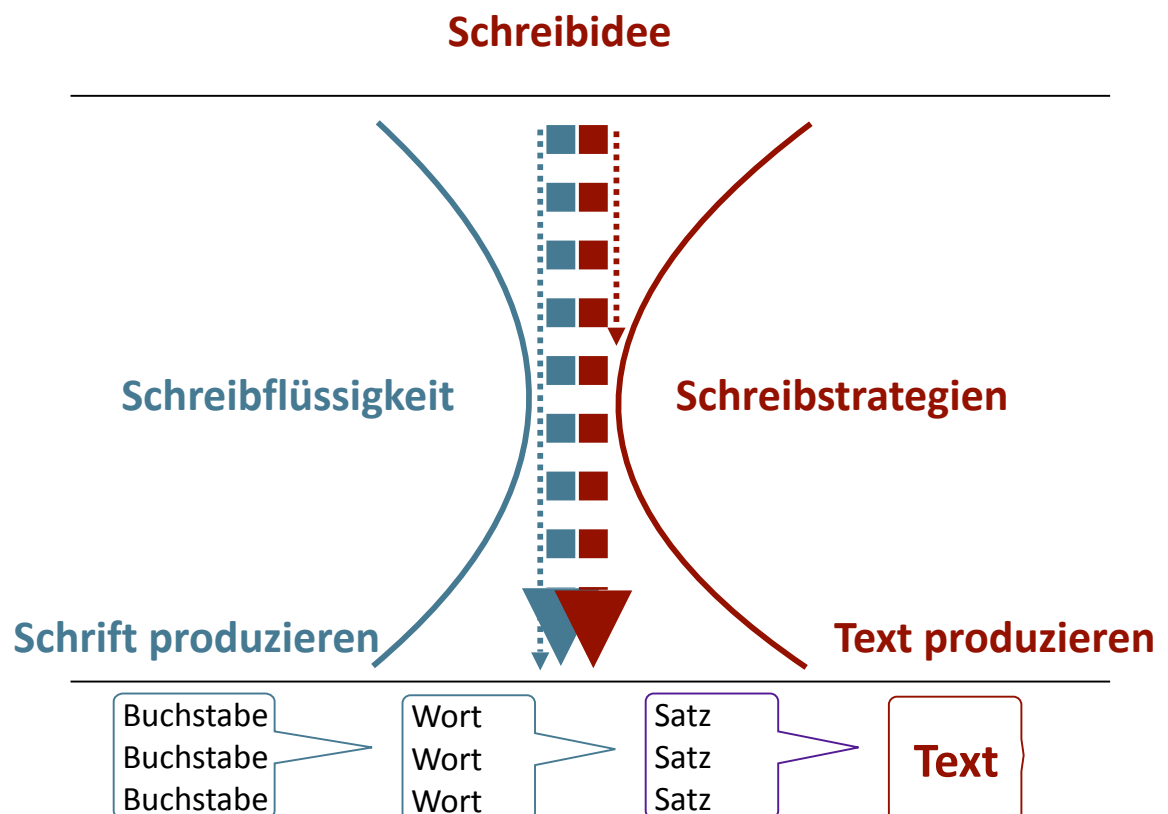 Schreibidee
Schreibflüssigkeit
Schreibstrategien
Schrift produzieren
Text produzieren
Buchstabe
Buchstabe
Buchstabe
Wort
Wort
Wort
Satz
Satz
Satz
Text